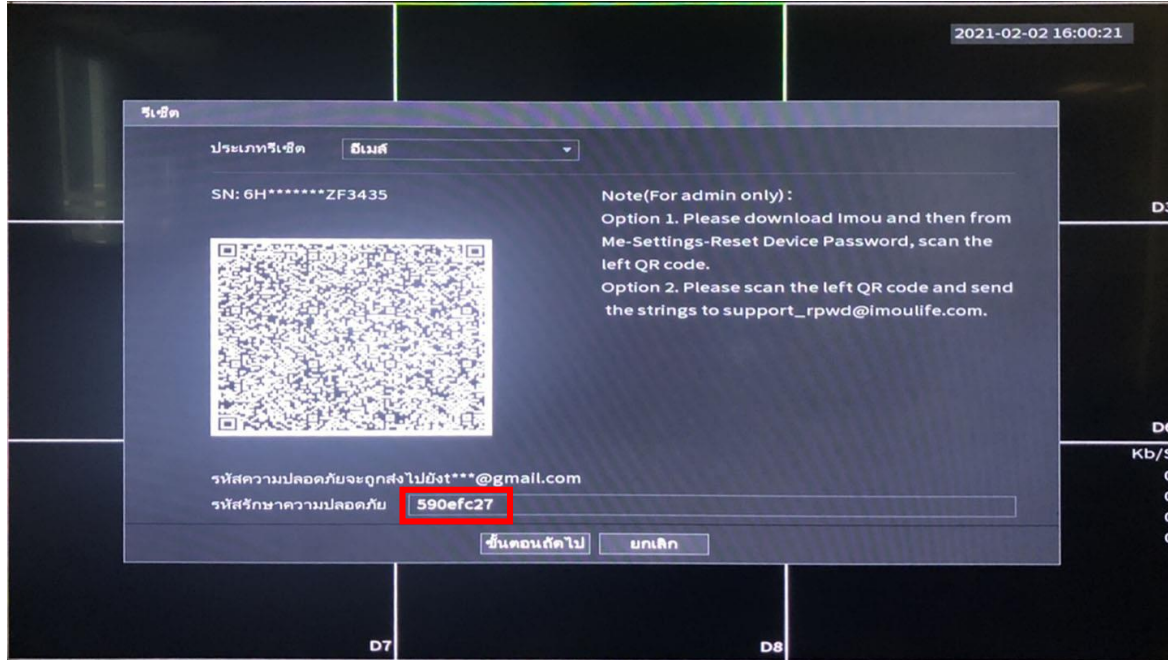 2021-02-02 16:00:21
รีเซ็ต
ประเภทรีเซ็ต
อีเมล์
SN: 6H*******ZF3435
Note(For admin only):
Option 1. Please download Imou and then from
Me-Settings-Reset Device Password, scan the
left QR code.
Option 2. Please scan the left QR code and send
the strings to support_rpwd@imoulife.com.
รหัสความปลอดภัยจะถูกส่งไปยังt***@gmail.com
รหัสรักษาความปลอดภัย
590efc27
ขั้นตอนถัดไป
ยกเลิก
Kb/S
D7
D8